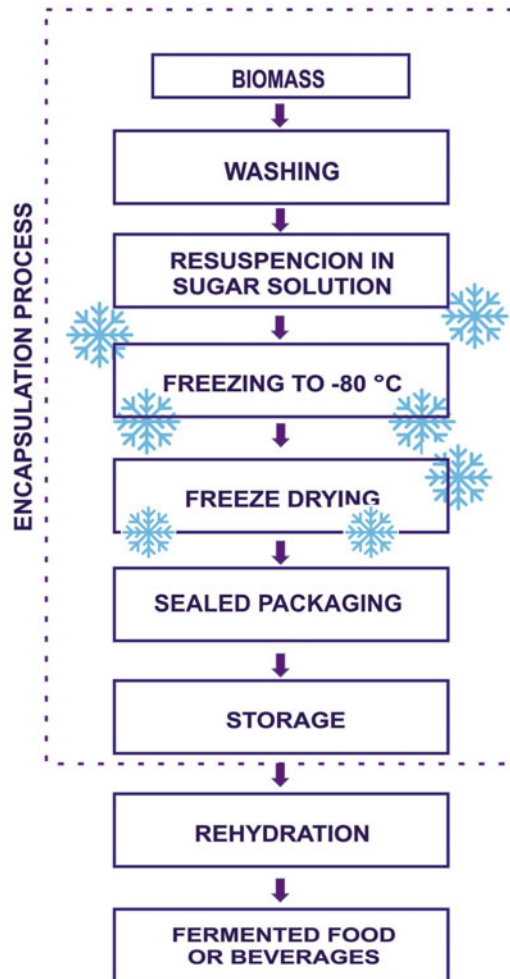 BIOMASS
WASHING
RESUSPENCION IN
SUGAR SOLUTION
FREEZING TO -80 °C
FREEZE DRYING
SEALED PACKAGING
STORAGE
ENCAPSULATION PROCESS
REHYDRATION
FERMENTED FOOD
OR BEVERAGES